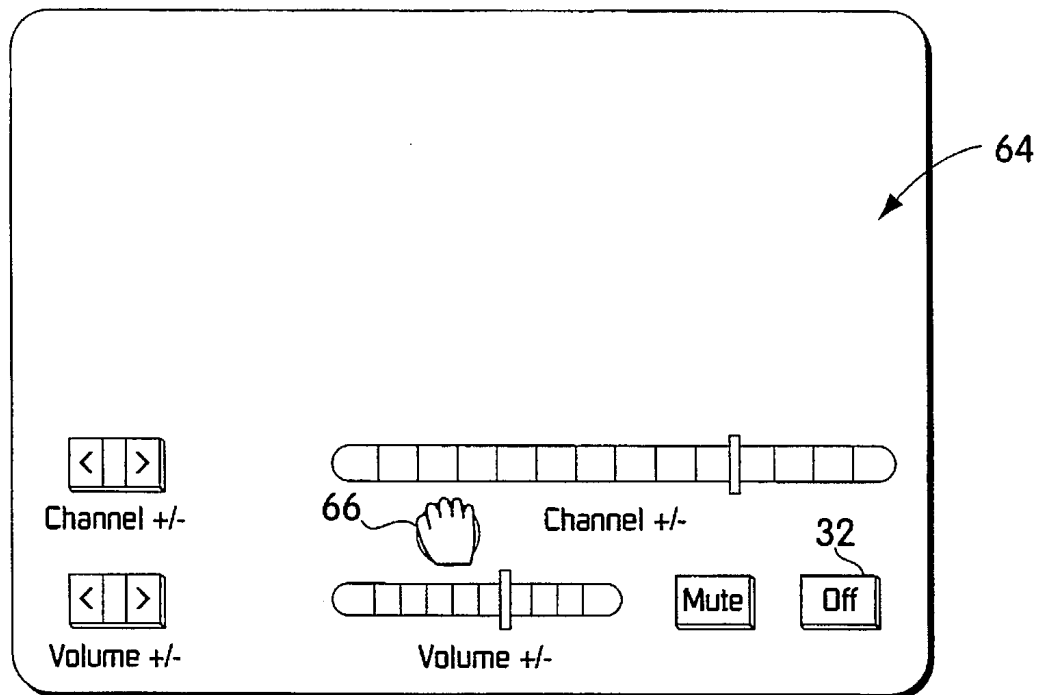 64
< >
Channel +/-
66
Channel +/-
32
< >
Mute
Off
Volume +/-
Volume +/-